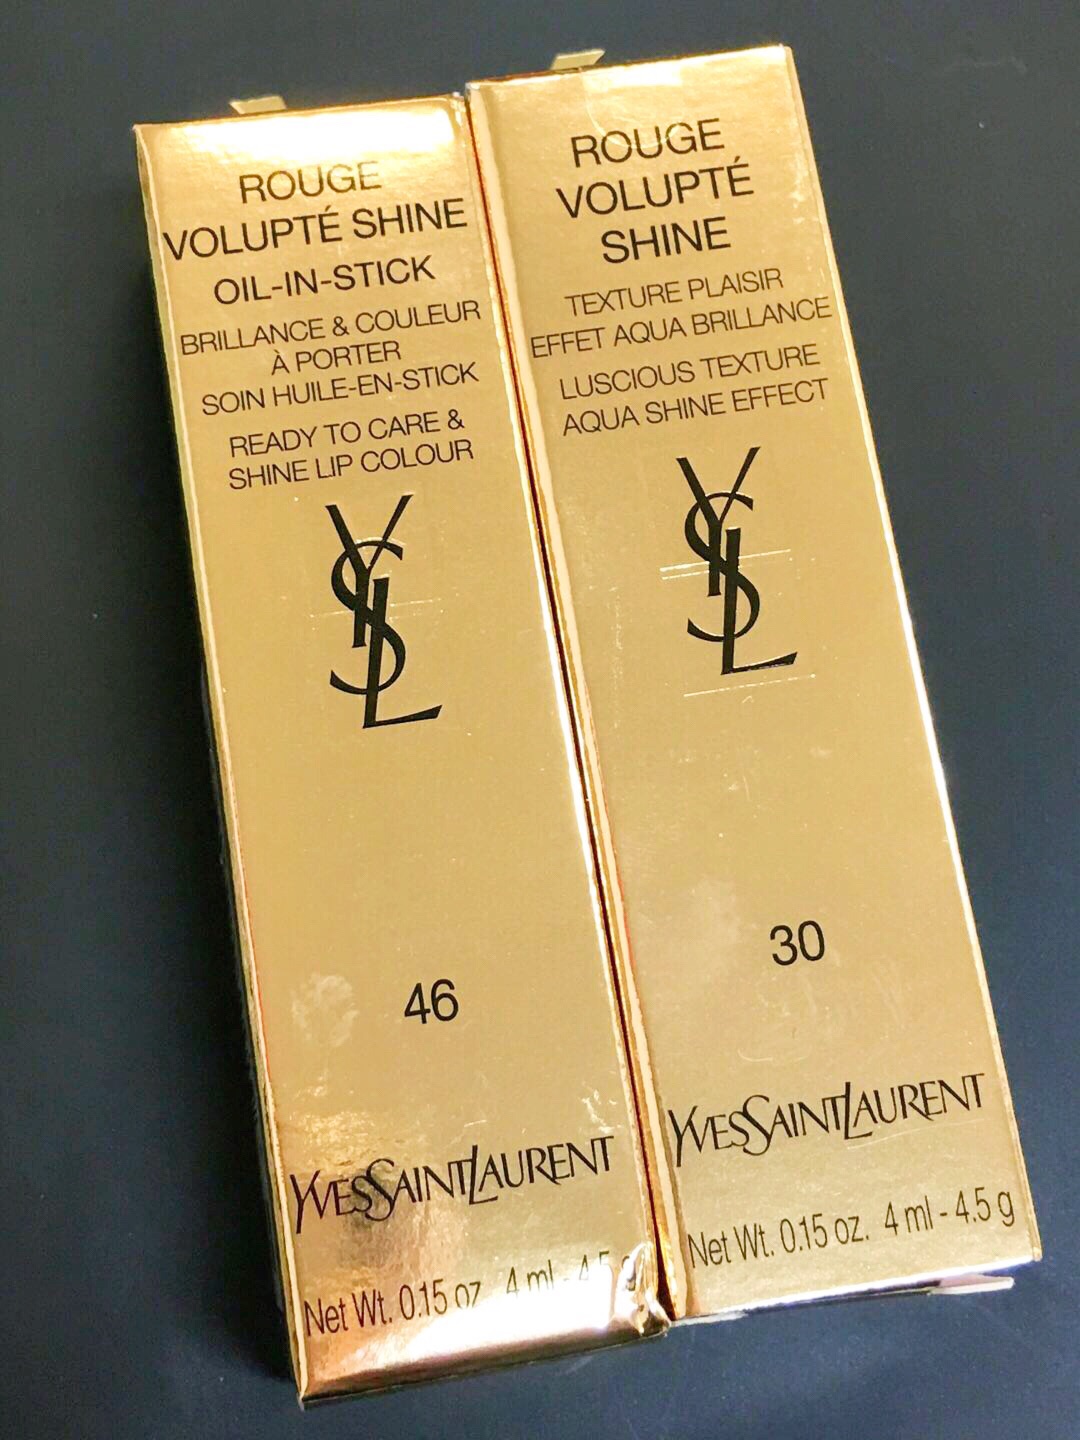 ROUGE
VOLUPTÉ SHINE
OIL-IN-STICK
BRILLANCE & COULEUR
À PORTER
SOIN HUILE-EN-STICK
READY TO CARE &
SHINE LIP COLOUR
YSL
46
YVESSAINTLAURENT
Net Wt. 0.15 oz. 4 ml - 4.5 g
ROUGE
VOLUPTÉ
SHINE
TEXTURE PLAISIR
EFFET AQUA BRILLANCE
LUSCIOUS TEXTURE
AQUA SHINE EFFECT
YSL
30
YVESSAINTLAURENT
Net Wt. 0.15 oz. 4 ml - 4.5 g